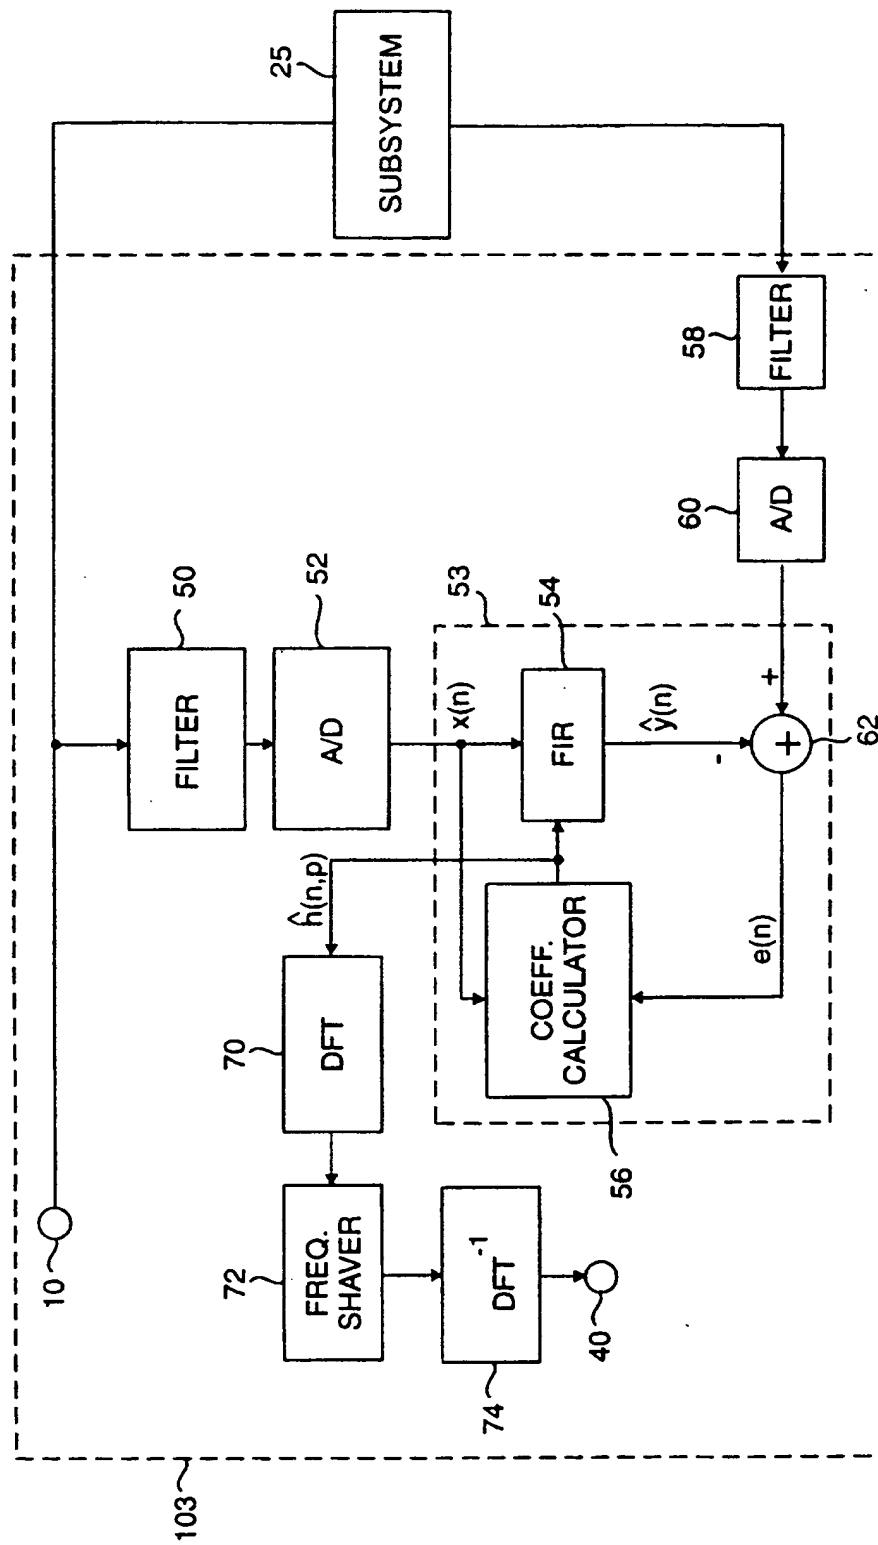 10
103
FILTER
50
25
72
70
ĥ(n,p)
52
FREQ.
SHAVER
DFT
A/D
SUBSYSTEM
x(n)
53
74
DFT⁻¹
COEFF.
CALCULATOR
FIR
54
40
56
ŷ(n)
60
58
-
e(n)
+
+
A/D
FILTER
62